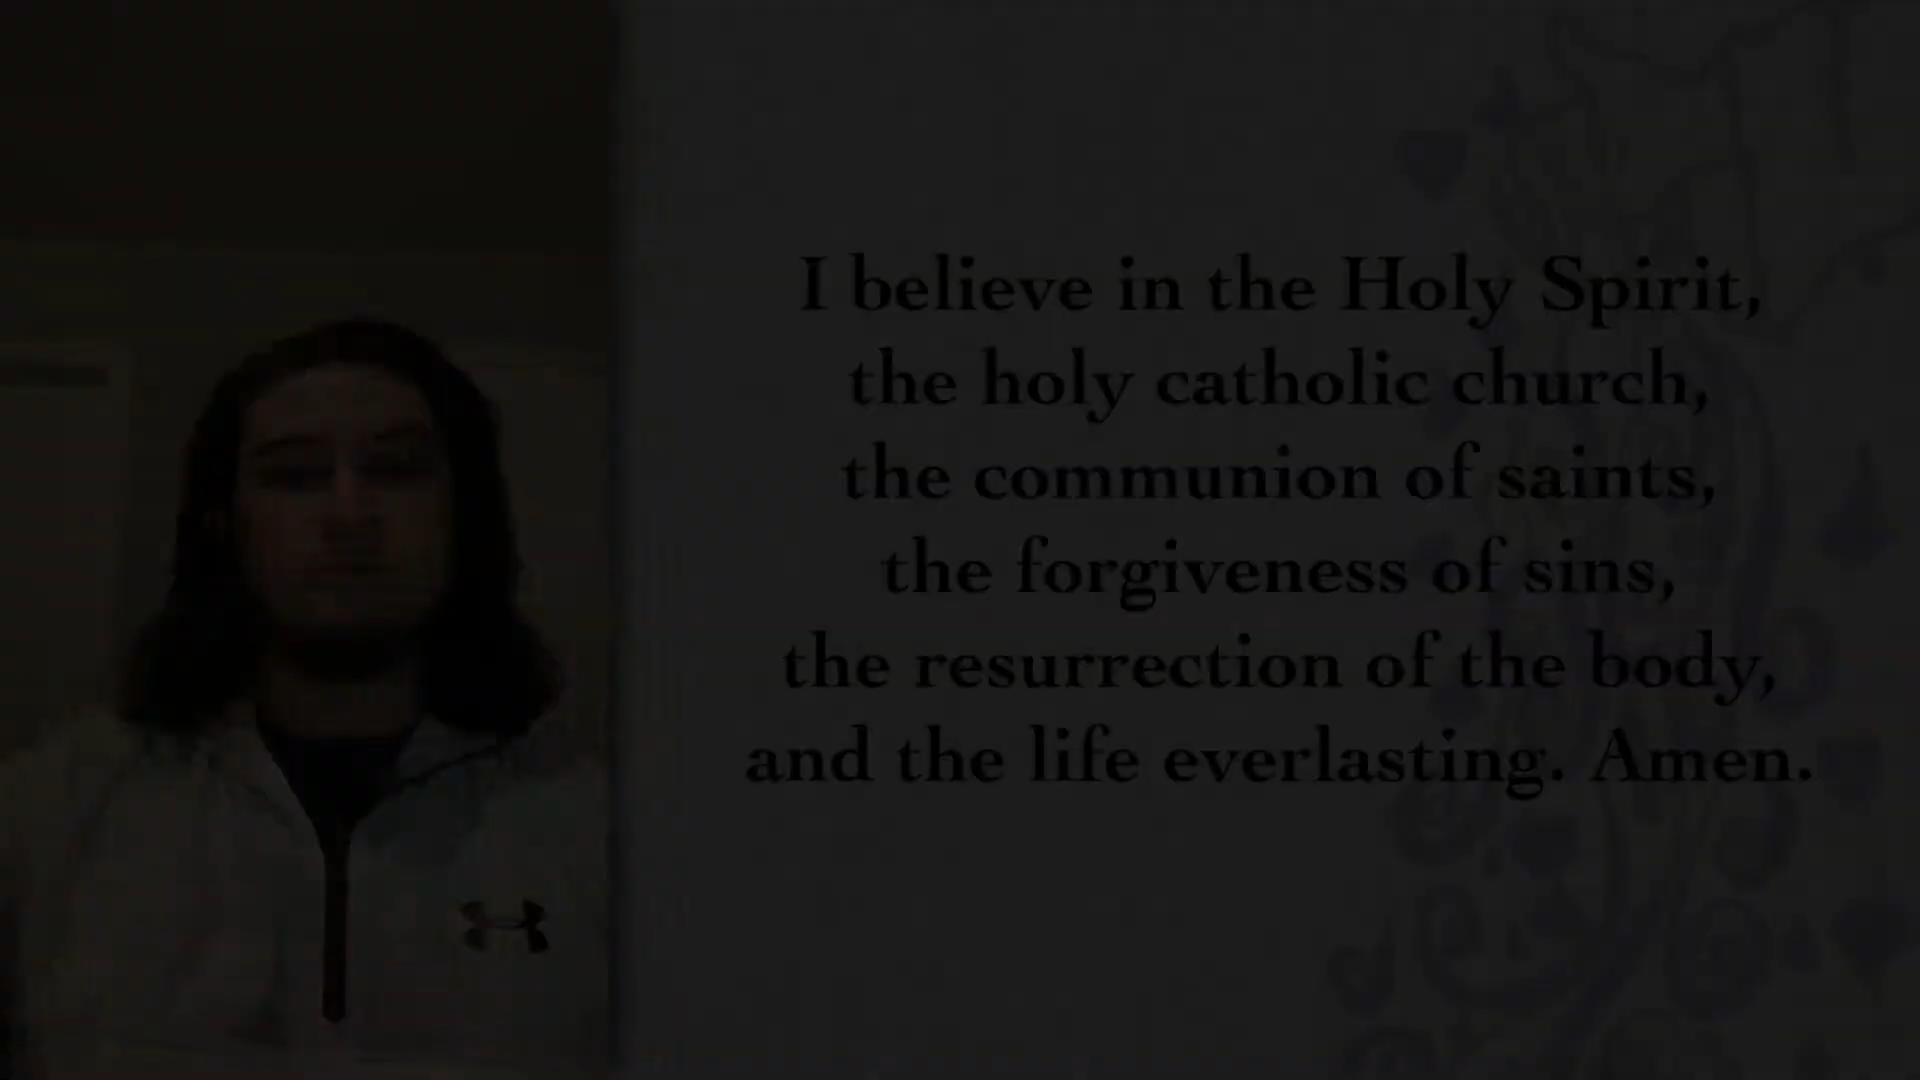 I believe in the Holy Spirit,
the holy catholic church,
the communion of saints,
the forgiveness of sins,
the resurrection of the body,
and the life everlasting. Amen.